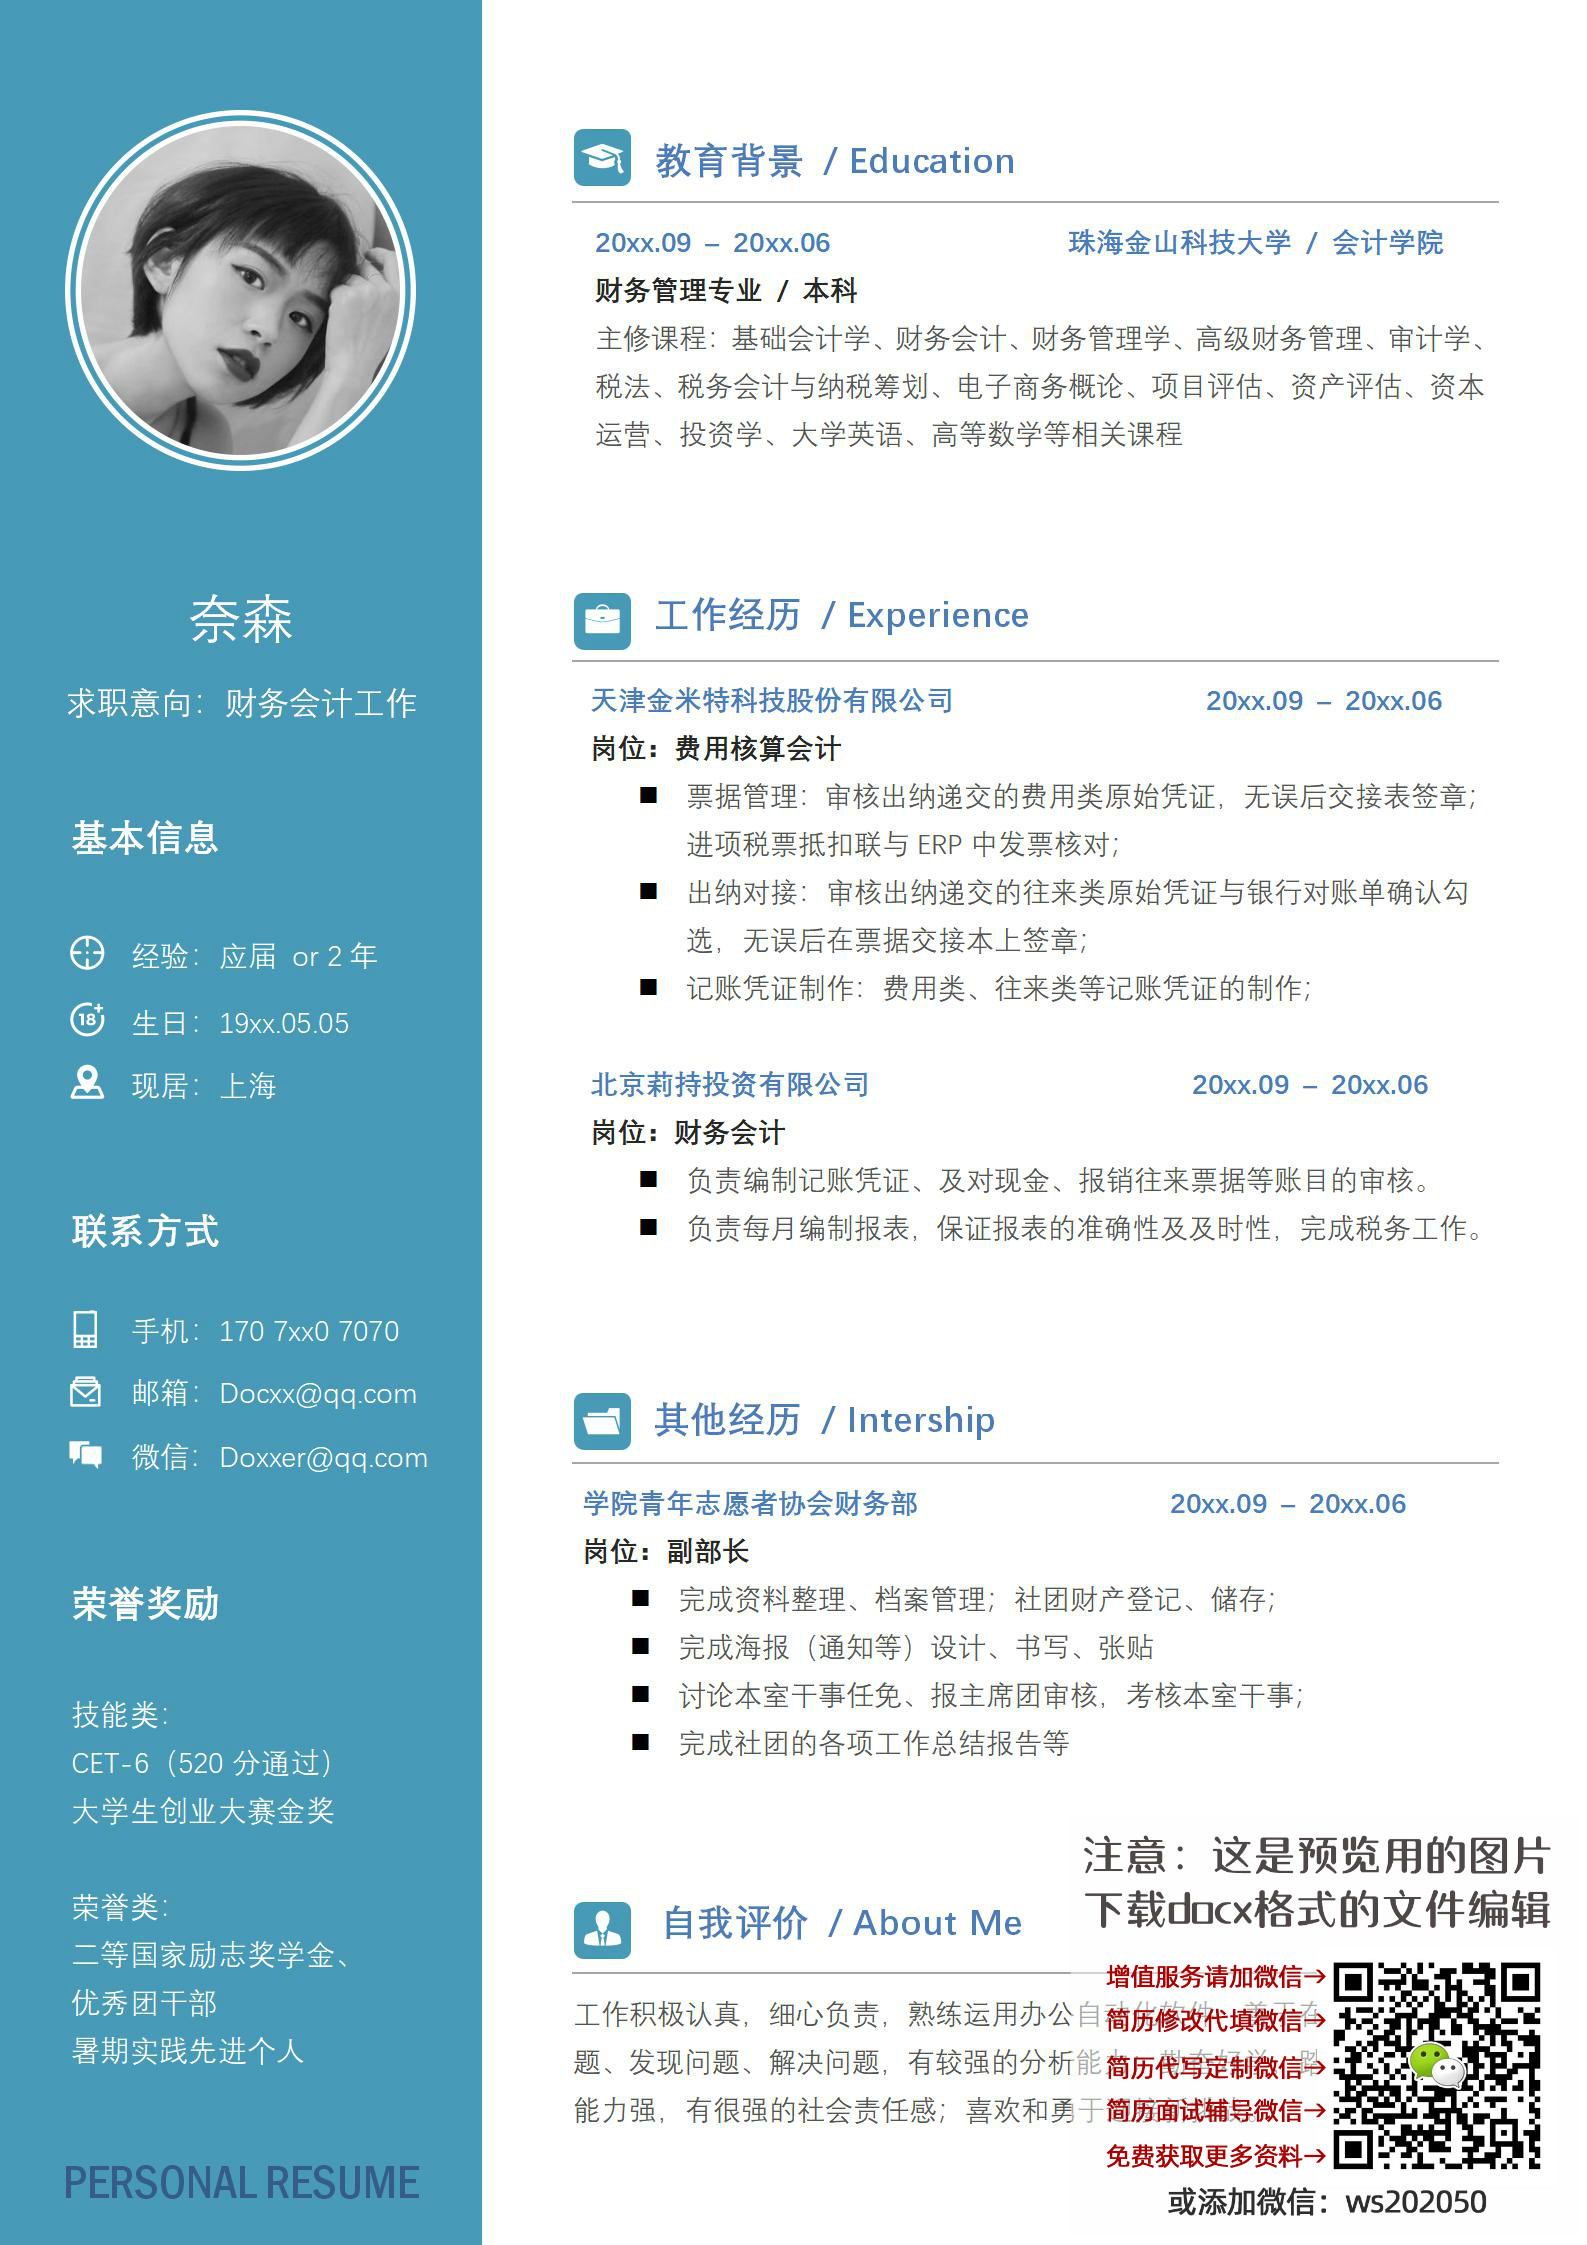 奈森
求职意向：财务会计工作
基本信息
经验：应届 or 2 年
18+
生日：19xx.05.05
现居：上海
联系方式
手机：170 7xx0 7070
邮箱：Docxx@qq.com
微信：Doxxer@qq.com
荣誉奖励
技能类：
CET-6（520 分通过）
大学生创业大赛金奖
荣誉类：
二等国家励志奖学金、
优秀团干部
暑期实践先进个人
PERSONAL RESUME
教育背景 / Education
20xx.09 – 20xx.06 珠海金山科技大学 / 会计学院
财务管理专业 / 本科
主修课程：基础会计学、财务会计、财务管理学、高级财务管理、审计学、
税法、税务会计与纳税筹划、电子商务概论、项目评估、资产评估、资本
运营、投资学、大学英语、高等数学等相关课程
工作经历 / Experience
天津金米特科技股份有限公司 20xx.09 – 20xx.06
岗位：费用核算会计
■ 票据管理：审核出纳递交的费用类原始凭证，无误后交接表签章；
进项税票抵扣联与 ERP 中发票核对；
■ 出纳对接：审核出纳递交的往来类原始凭证与银行对账单确认勾
选，无误后在票据交接本上签章；
■ 记账凭证制作：费用类、往来类等记账凭证的制作；
北京莉持投资有限公司 20xx.09 – 20xx.06
岗位：财务会计
■ 负责编制记账凭证、及对现金、报销往来票据等账目的审核。
■ 负责每月编制报表，保证报表的准确性及及时性，完成税务工作。
其他经历 / Intership
学院青年志愿者协会财务部 20xx.09 – 20xx.06
岗位：副部长
■ 完成资料整理、档案管理；社团财产登记、储存；
■ 完成海报（通知等）设计、书写、张贴
■ 讨论本室干事任免、报主席团审核，考核本室干事；
■ 完成社团的各项工作总结报告等
自我评价 / About Me
工作积极认真，细心负责，熟练运用办公自动化软件，善于在
题、发现问题、解决问题，有较强的分析能力；勤奋好学，踏
能力强，有很强的社会责任感；喜欢和勇于
注意：这是预览用的图片
下载docx格式的文件编辑
增值服务请加微信→
简历修改代填微信→
简历代写定制微信→
简历面试辅导微信→
免费获取更多资料→
或添加微信：ws202050